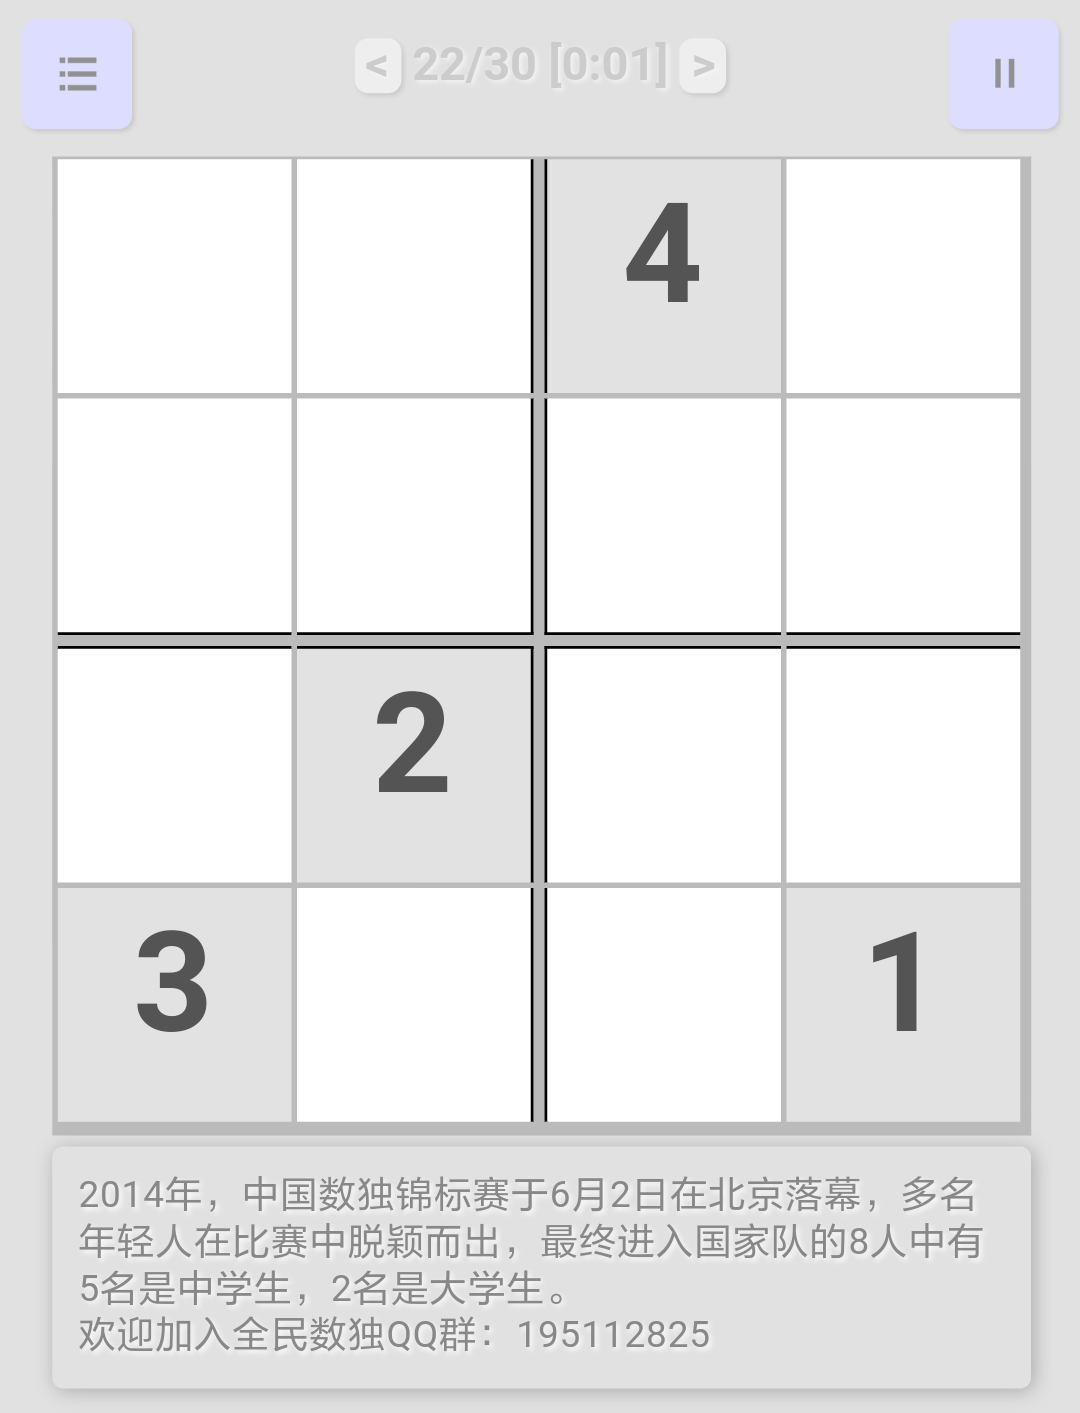 < 22/30 [0:01] >
4
2
3 1
2014年，中国数独锦标赛于6月2日在北京落幕，多名
年轻人在比赛中脱颖而出，最终进入国家队的8人中有
5名是中学生，2名是大学生。
欢迎加入全民数独QQ群：195112825